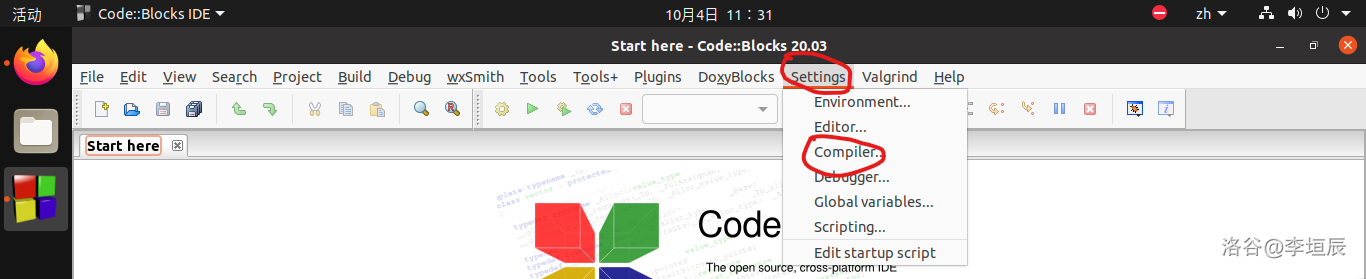 活动 Code::Blocks IDE 10月4日 11：31 zh
Start here - Code::Blocks 20.03
File Edit View Search Project Build Debug wxSmith Tools Tools+ Plugins DoxyBlocks Settings Valgrind Help
Environment...
Editor...
Start here
Compiler...
Debugger...
Global variables...
Code
Scripting...
Edit startup script
The open source, cross-platform IDE
洛谷@李垣辰